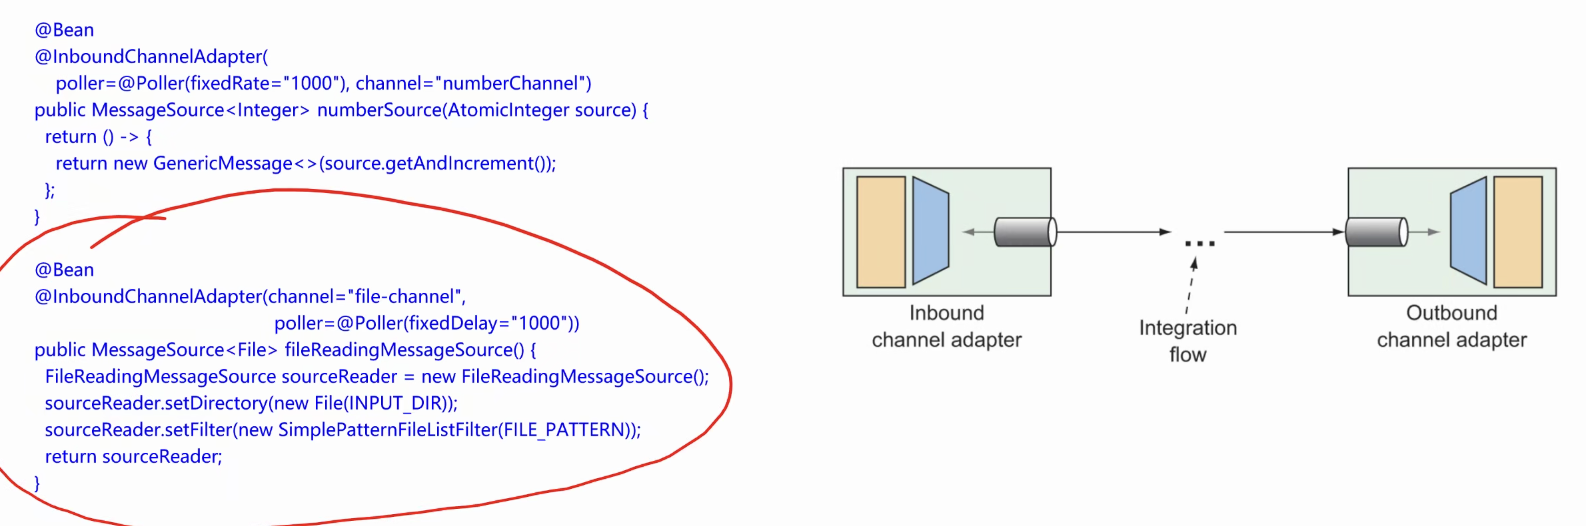 @Bean
@InboundChannelAdapter(
poller=@Poller(fixedRate="1000"), channel="numberChannel")
public MessageSource<Integer> numberSource(AtomicInteger source) {
return () -> {
return new GenericMessage<>(source.getAndIncrement());
};
}
@Bean
@InboundChannelAdapter(channel="file-channel",
poller=@Poller(fixedDelay="1000"))
public MessageSource<File> fileReadingMessageSource() {
FileReadingMessageSource sourceReader = new FileReadingMessageSource();
sourceReader.setDirectory(new File(INPUT_DIR));
sourceReader.setFilter(new SimplePatternFileListFilter(FILE_PATTERN));
return sourceReader;
}
Inbound
channel adapter
Integration
flow
Outbound
channel adapter